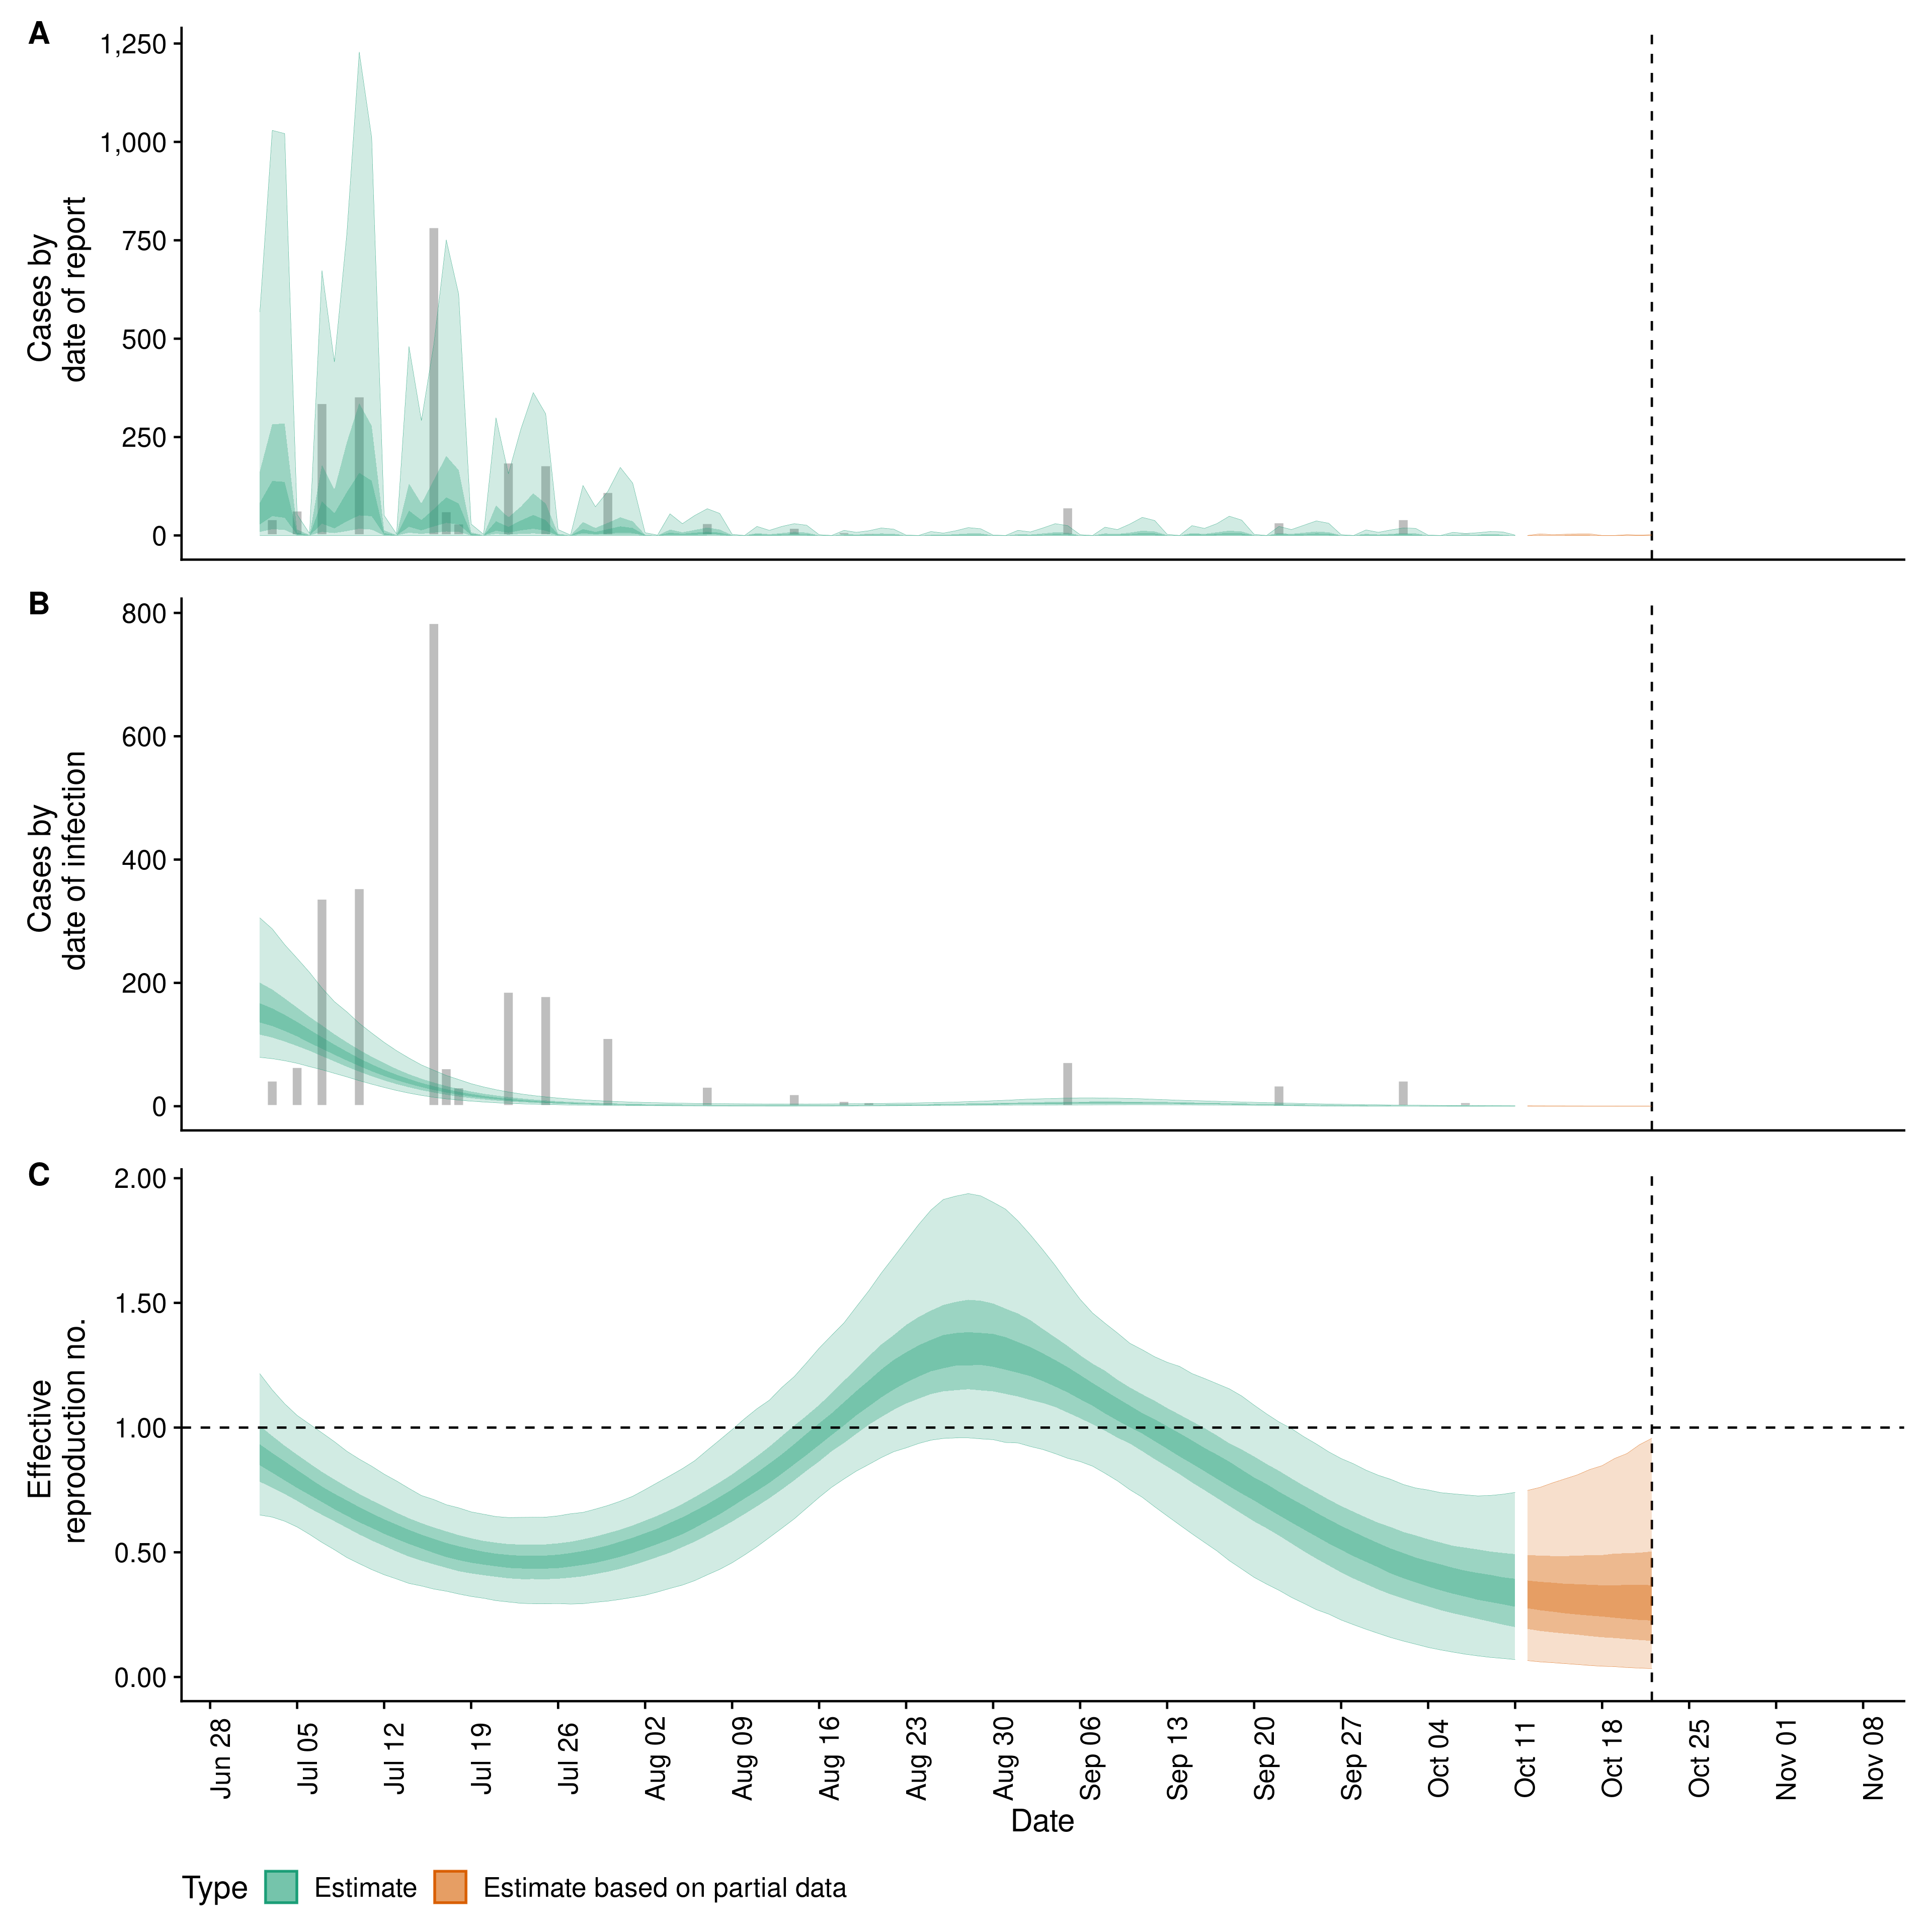 A
1,250
1,000
750
500
250
0
Cases by
date of report
B
800
600
400
200
0
Cases by
date of infection
C
2.00
1.50
1.00
0.50
0.00
Effective
reproduction no.
Jun 28
Jul 05
Jul 12
Jul 19
Jul 26
Aug 02
Aug 09
Aug 16
Aug 23
Aug 30
Sep 06
Sep 13
Sep 20
Sep 27
Oct 04
Oct 11
Oct 18
Oct 25
Nov 01
Nov 08
Date
Type Estimate Estimate based on partial data